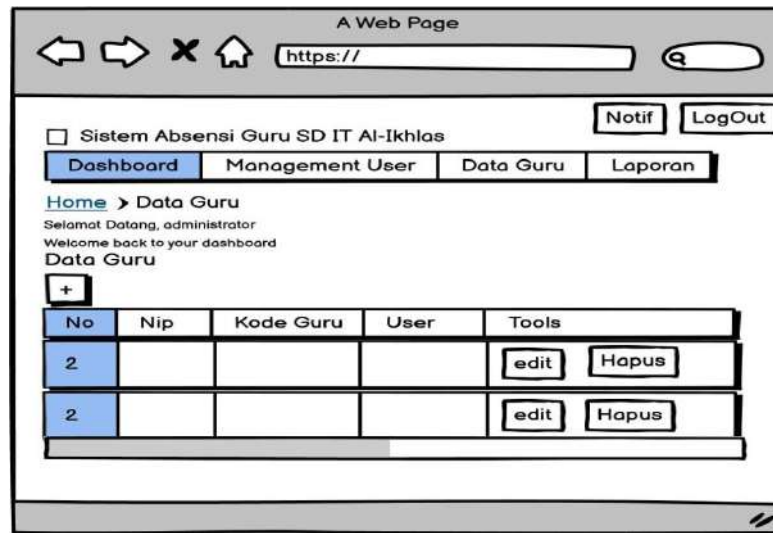 A Web Page
https://
Notif LogOut
Sistem Absensi Guru SD IT Al-Ikhlas
Dashboard Management User Data Guru Laporan
Home > Data Guru
Selamat Datang, administrator
Welcome back to your dashboard
Data Guru
+
No Nip Kode Guru User Tools
2 edit Hapus
2 edit Hapus